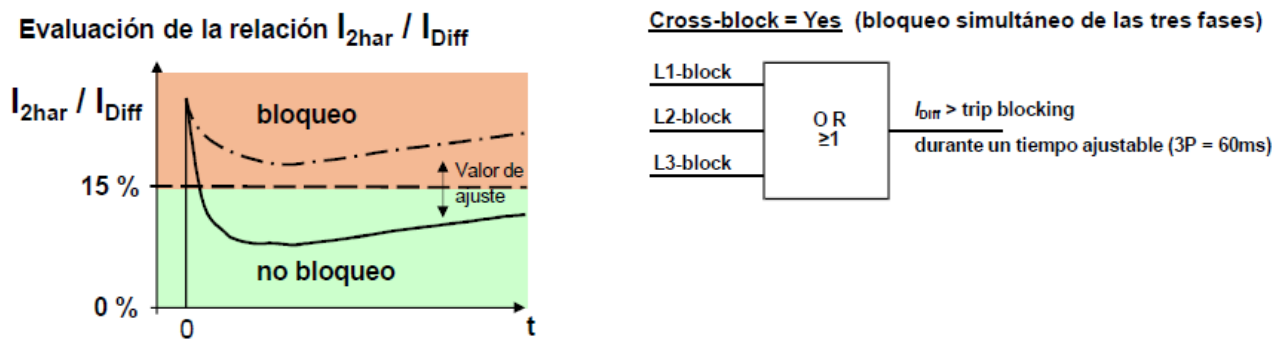 Evaluación de la relación I2har / IDiff
I2har / IDiff
bloqueo
Valor de
ajuste
15 %
no bloqueo
0 %
0
t
Cross-block = Yes (bloqueo simultáneo de las tres fases)
L1-block
L2-block
L3-block
O R
≥1
IDiff > trip blocking
durante un tiempo ajustable (3P = 60ms)